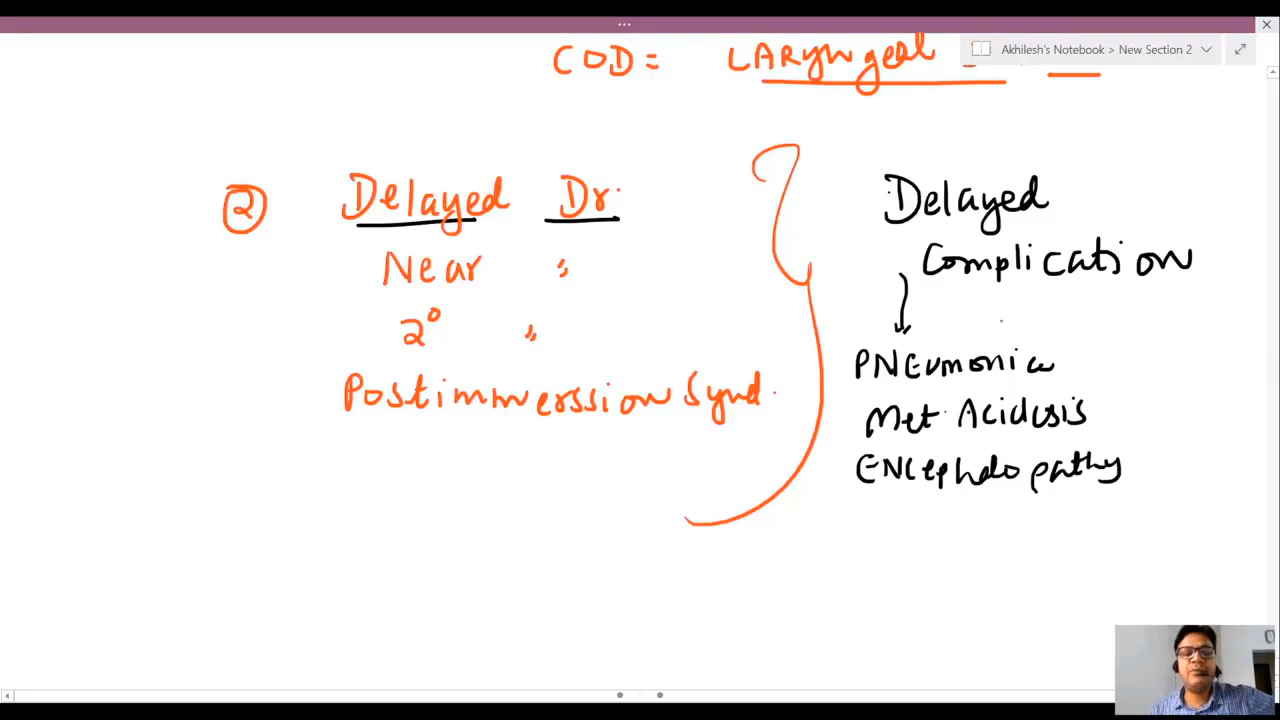 Akhilesh's Notebook > New Section 2
COD = LARyngeal
② Delayed Dr.
Near "
2° "
Postimmerssion Synd.
Delayed
Complication
PNEumonia
Met Acidosis
ENCephalopathy